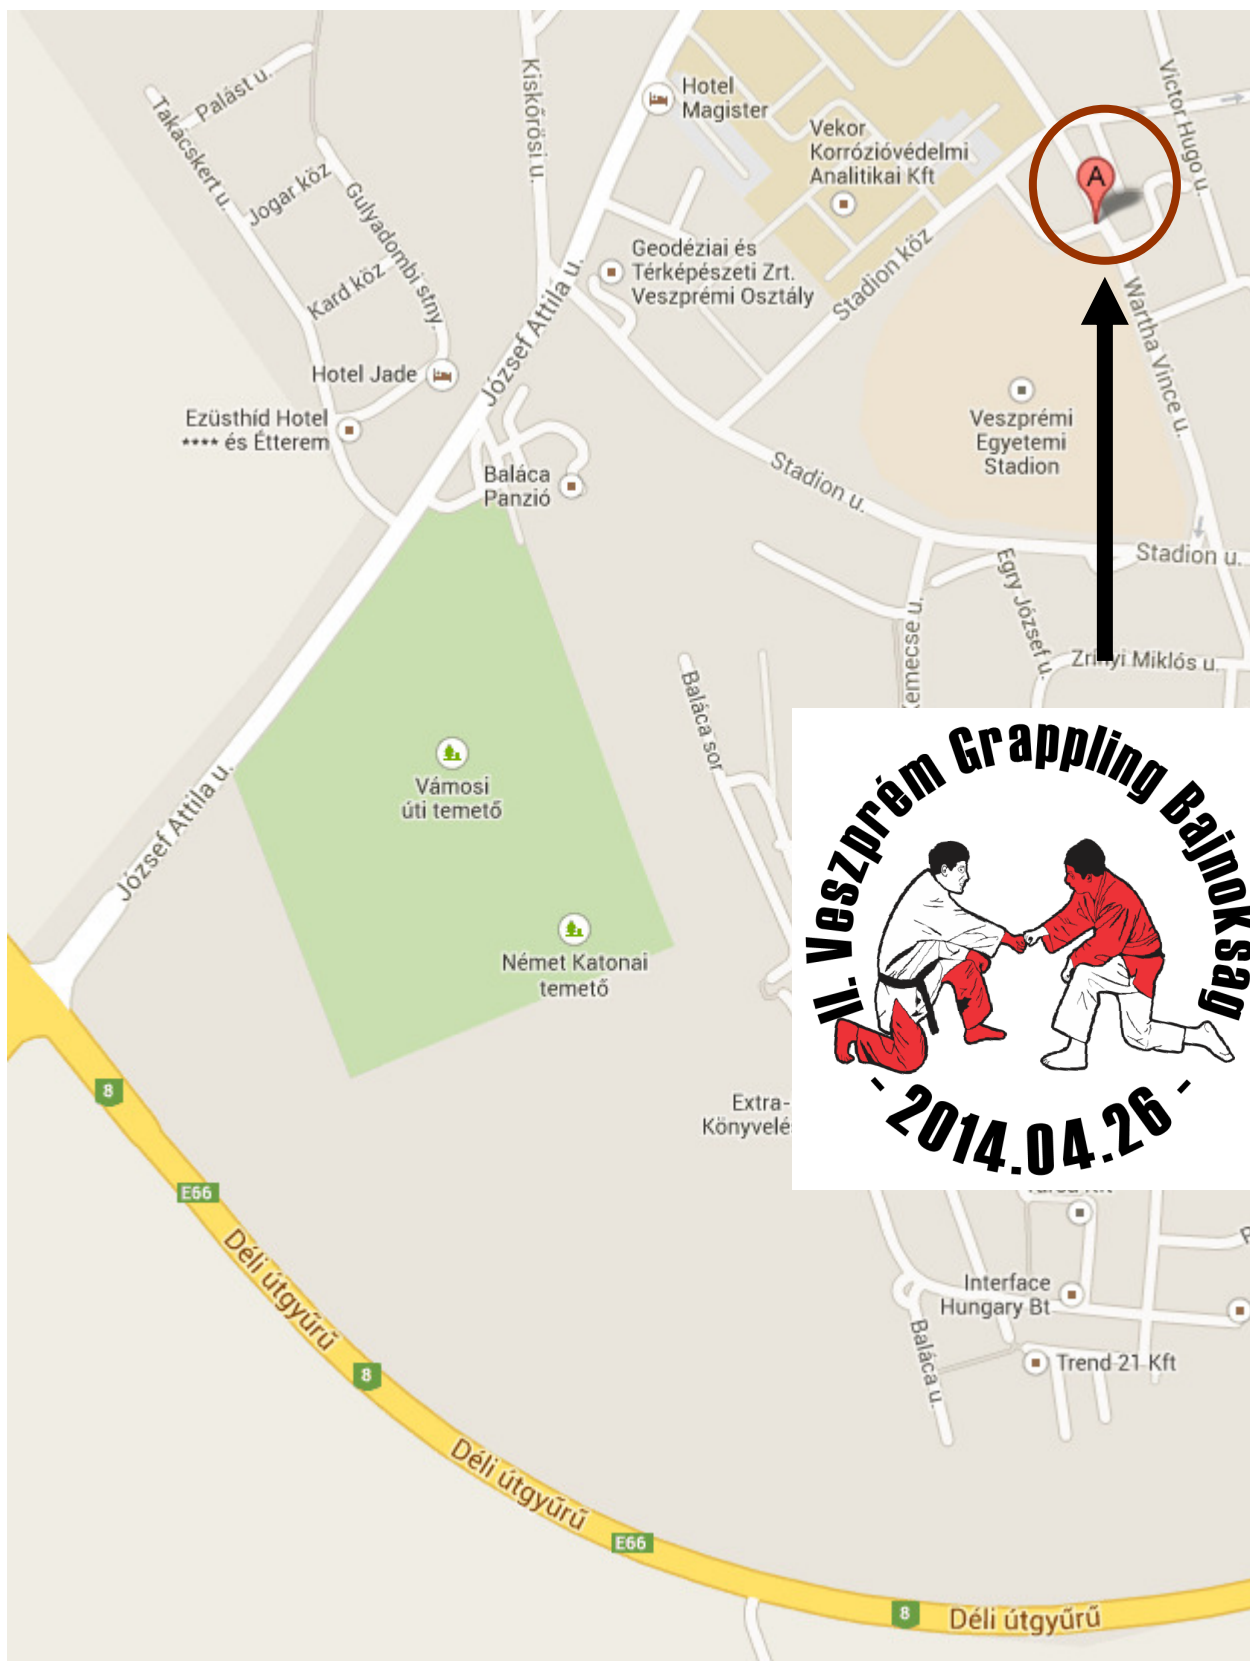 Palást u.
Takácskert u.
Jogar köz
Gulyadombi stny.
Kard köz
Kiskőrösi u.
Hotel
Magister
Vekor
Korrózióvédelmi
Analitikai Kft
Victor Hugo u.
A
Geodéziai és
Térképészeti Zrt.
Veszprémi Osztály
Stadion köz
Wartha Vince u.
József Attila u.
Hotel Jade
Ezüsthíd Hotel
**** és Étterem
Baláca
Panzió
Veszprémi
Egyetemi
Stadion
Stadion u.
Stadion u.
Egry József u.
Kemecse u.
Zrínyi Miklós u.
Baláca sor
Vámosi
úti temető
József Attila u.
Német Katonai
temető
II. Veszprém Grappling Bajnokság
- 2014.04.26 -
Extra-
Könyvelés
8
E66
Déli útgyűrű
Interface
Hungary Bt
Baláca u.
Trend 21 Kft
8
Déli útgyűrű
E66
8
Déli útgyűrű